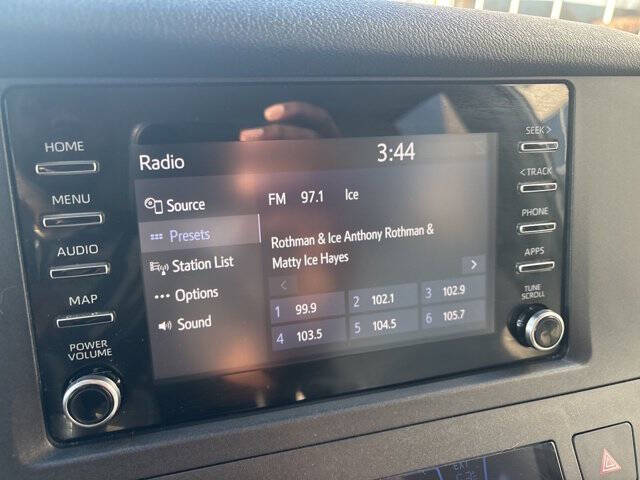 HOME
MENU
AUDIO
MAP
POWER
VOLUME
Radio
3:44
Source
Presets
Station List
Options
Sound
FM 97.1 Ice
Rothman & Ice Anthony Rothman &
Matty Ice Hayes
< >
1 99.9 2 102.1 3 102.9
4 103.5 5 104.5 6 105.7
SEEK >
< TRACK
PHONE
APPS
TUNE
SCROLL
EXT